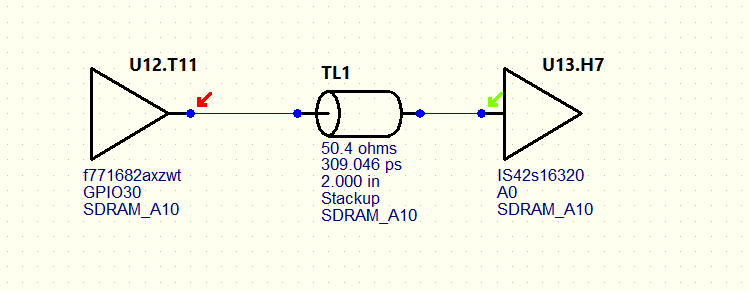 U12.T11
f771682axzwt
GPIO30
SDRAM_A10
TL1
50.4 ohms
309.046 ps
2.000 in
Stackup
SDRAM_A10
U13.H7
IS42s16320
A0
SDRAM_A10